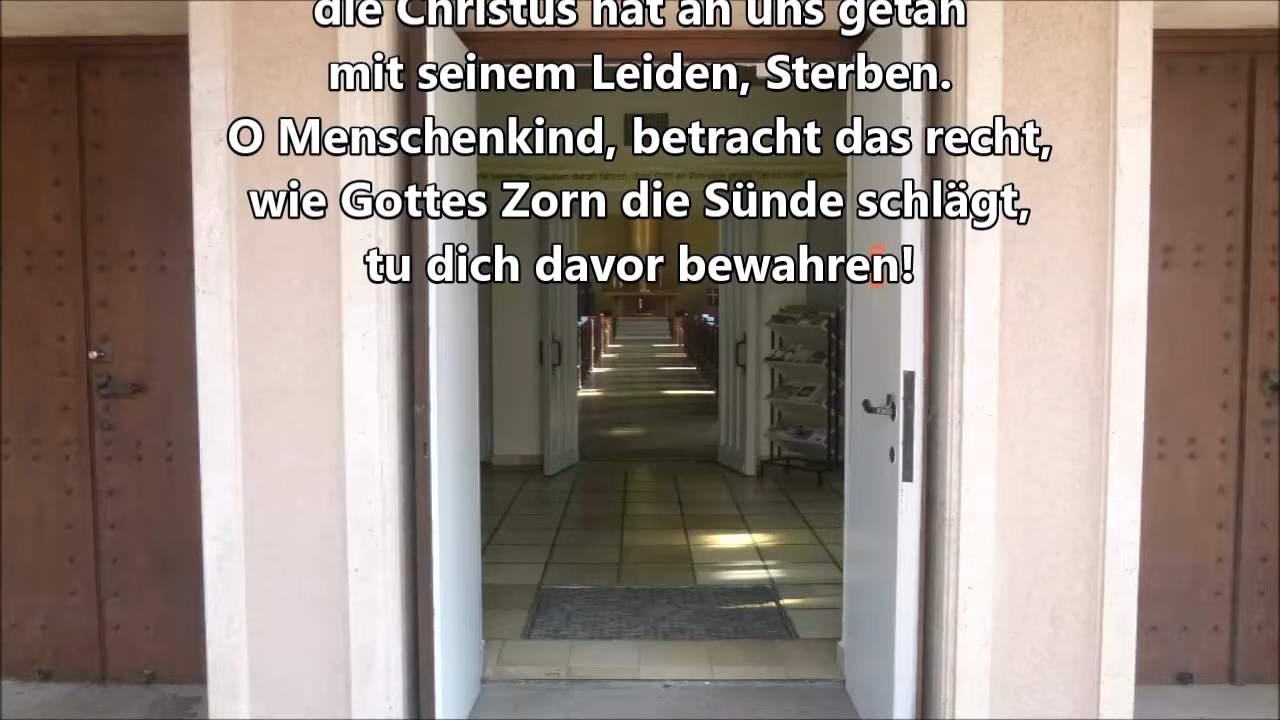 die Christus hat an uns getan
mit seinem Leiden, Sterben.
O Menschenkind, betracht das recht,
wie Gottes Zorn die Sünde schlägt,
tu dich davor bewahren!